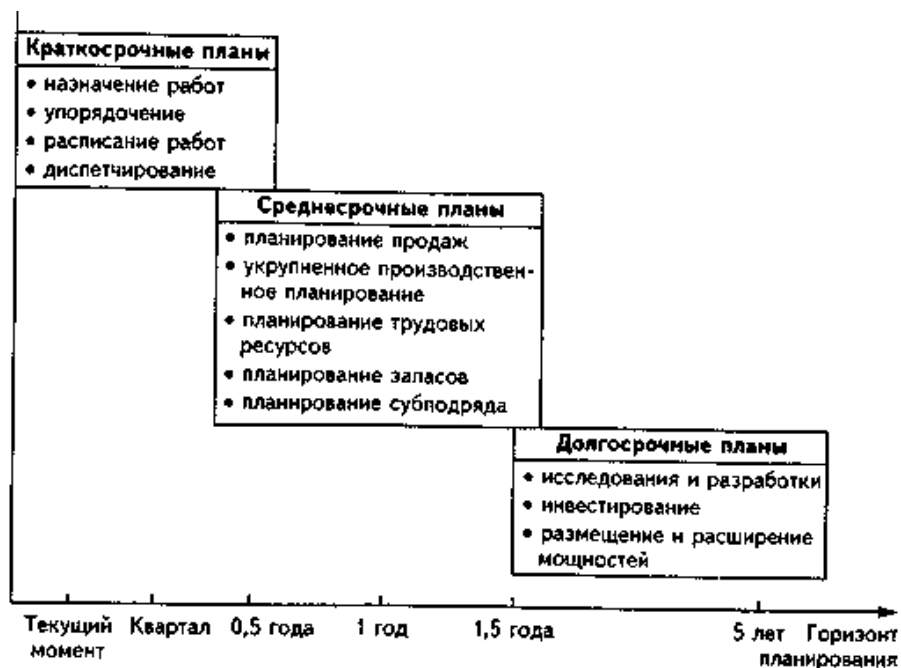 Краткосрочные планы
• назначение работ
• упорядочение
• расписание работ
• диспетчирование
Среднесрочные планы
• планирование продаж
• укрупненное производствен-
ное планирование
• планирование трудовых
ресурсов
• планирование запасов
• планирование субподряда
Долгосрочные планы
• исследования и разработки
• инвестирование
• размещение и расширение
мощностей
Текущий момент
Квартал
0,5 года
1 год
1,5 года
5 лет
Горизонт планирования